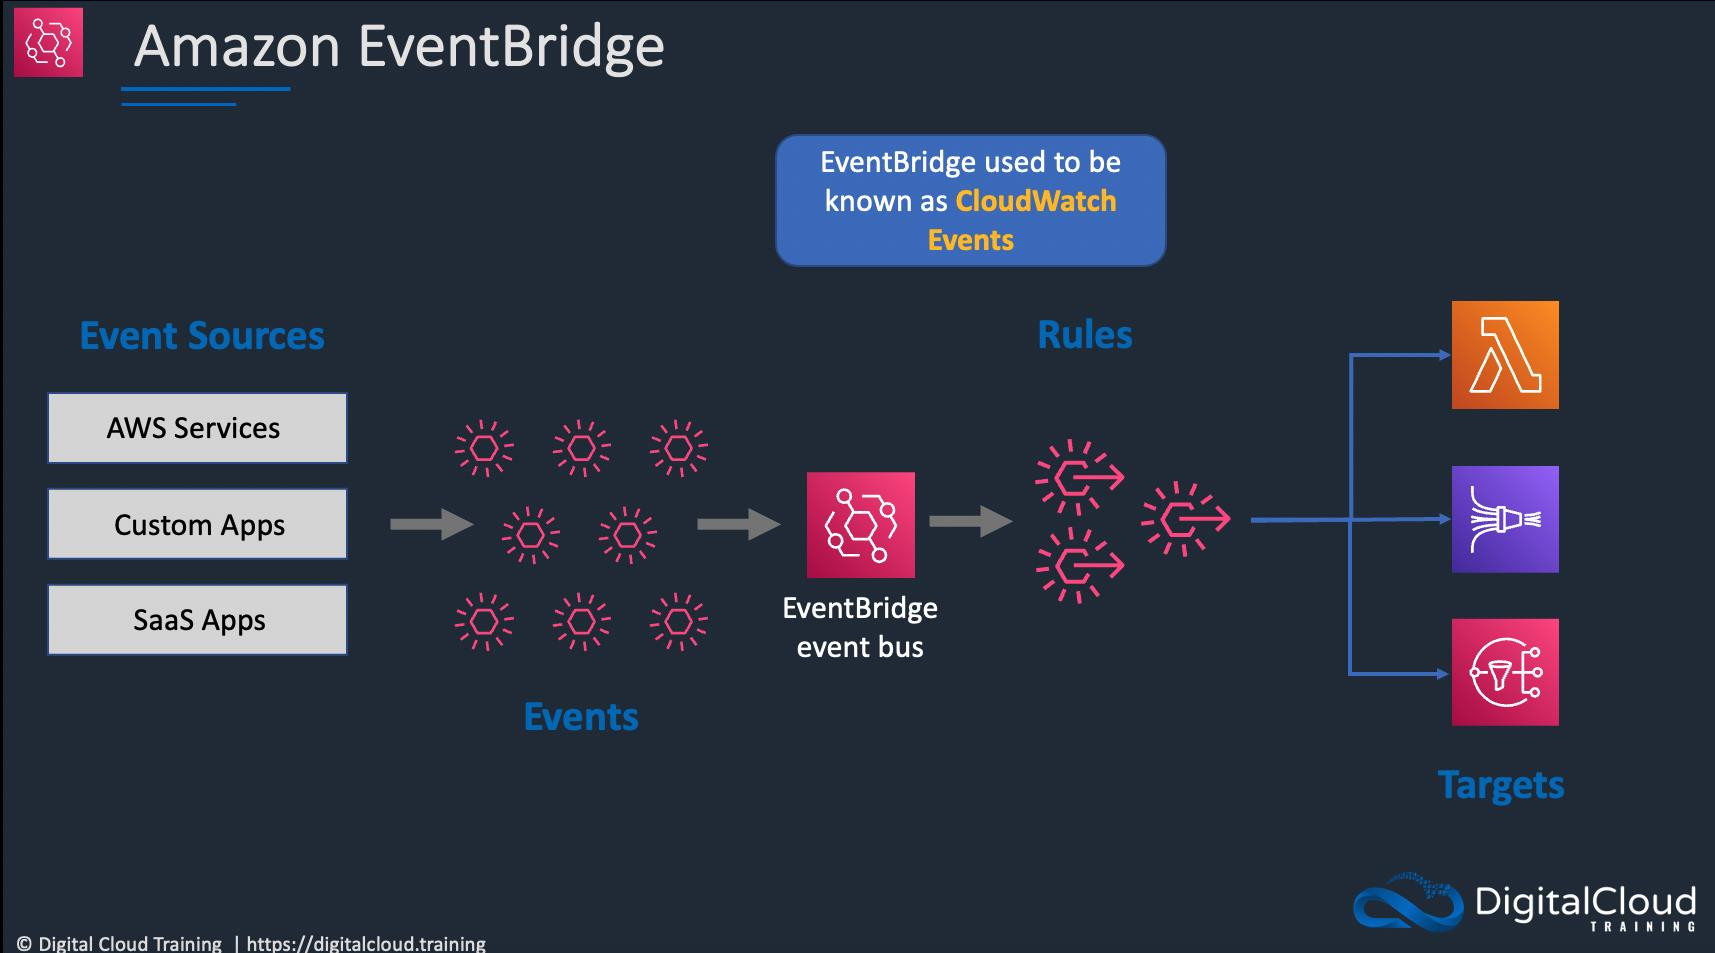 Amazon EventBridge
EventBridge used to be
known as CloudWatch
Events
Event Sources
AWS Services
Custom Apps
SaaS Apps
Events
EventBridge
event bus
Rules
Targets
DigitalCloud
TRAINING
© Digital Cloud Training | https://digitalcloud.training